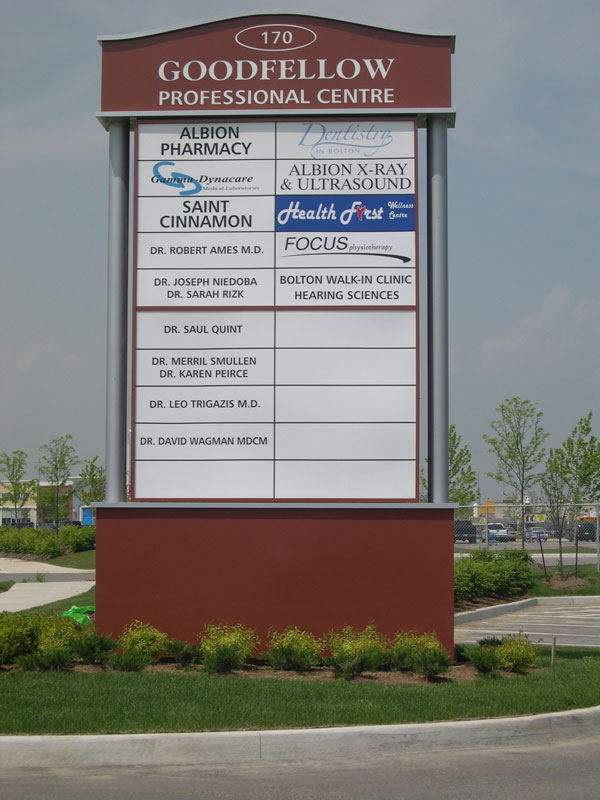 170
GOODFELLOW
PROFESSIONAL CENTRE
ALBION
PHARMACY
Dentistry
IN BOLTON
Gamma-Dynacare
Medical Laboratories
ALBION X-RAY
& ULTRASOUND
SAINT
CINNAMON
Health First Wellness
Centre
DR. ROBERT AMES M.D.
FOCUS physiotherapy
DR. JOSEPH NIEDOBA
DR. SARAH RIZK
BOLTON WALK-IN CLINIC
HEARING SCIENCES
DR. SAUL QUINT
DR. MERRIL SMULLEN
DR. KAREN PEIRCE
DR. LEO TRIGAZIS M.D.
DR. DAVID WAGMAN MDCM